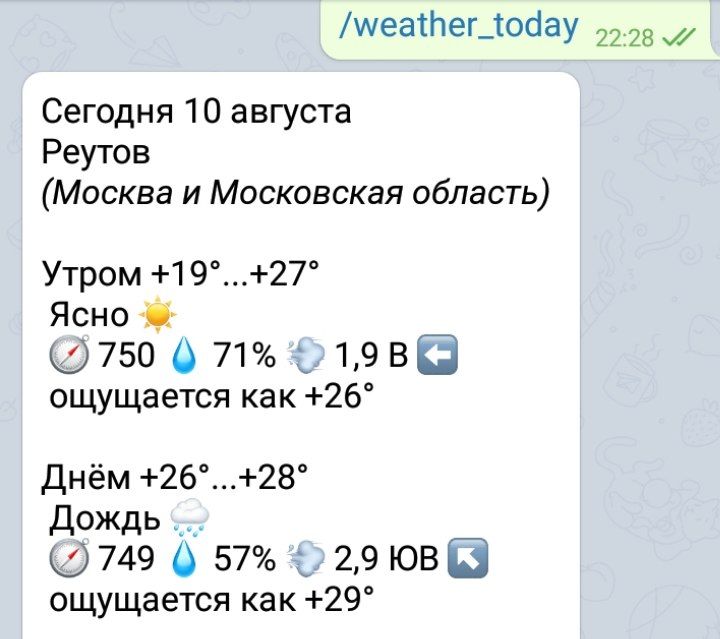 /weather_today 22:28
Сегодня 10 августа
Реутов
(Москва и Московская область)
Утром +19°...+27°
Ясно ☀️
🧭 750 💧 71% 💨 1,9 В ⬅️
ощущается как +26°
Днём +26°...+28°
Дождь 🌧
🧭 749 💧 57% 💨 2,9 ЮВ ↖️
ощущается как +29°